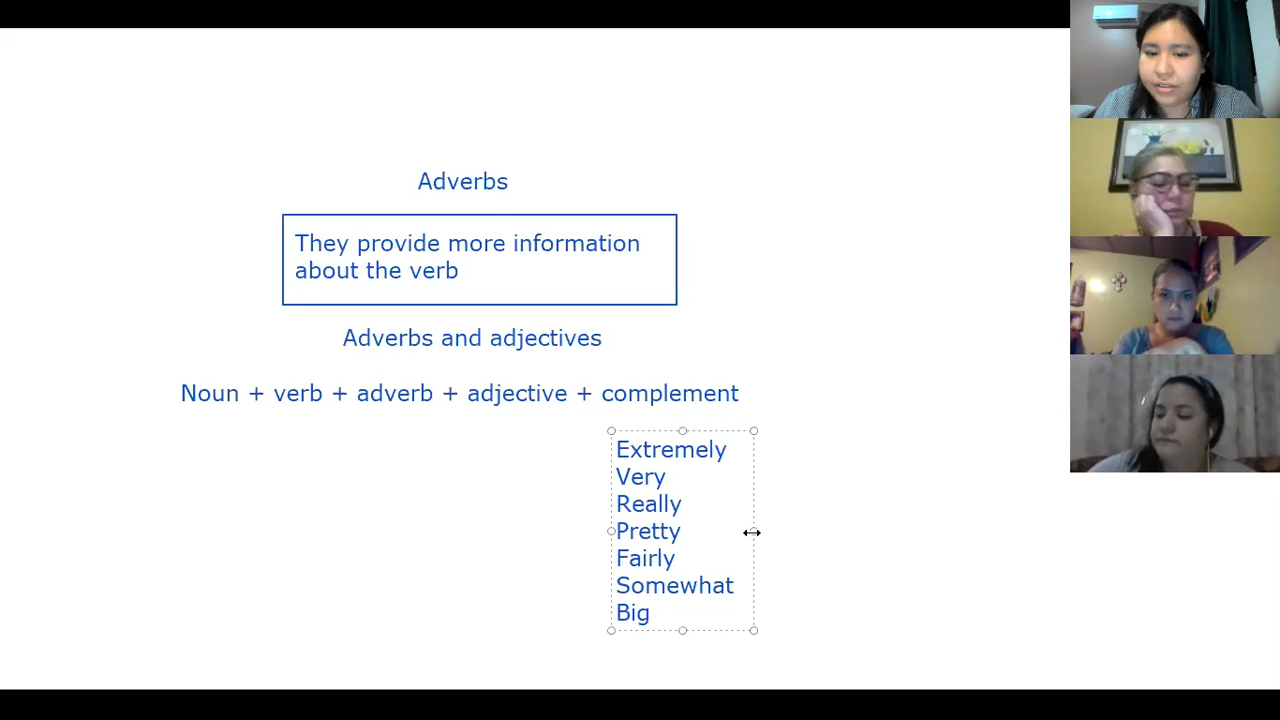 Adverbs
They provide more information
about the verb
Adverbs and adjectives
Noun + verb + adverb + adjective + complement
Extremely
Very
Really
Pretty
Fairly
Somewhat
Big